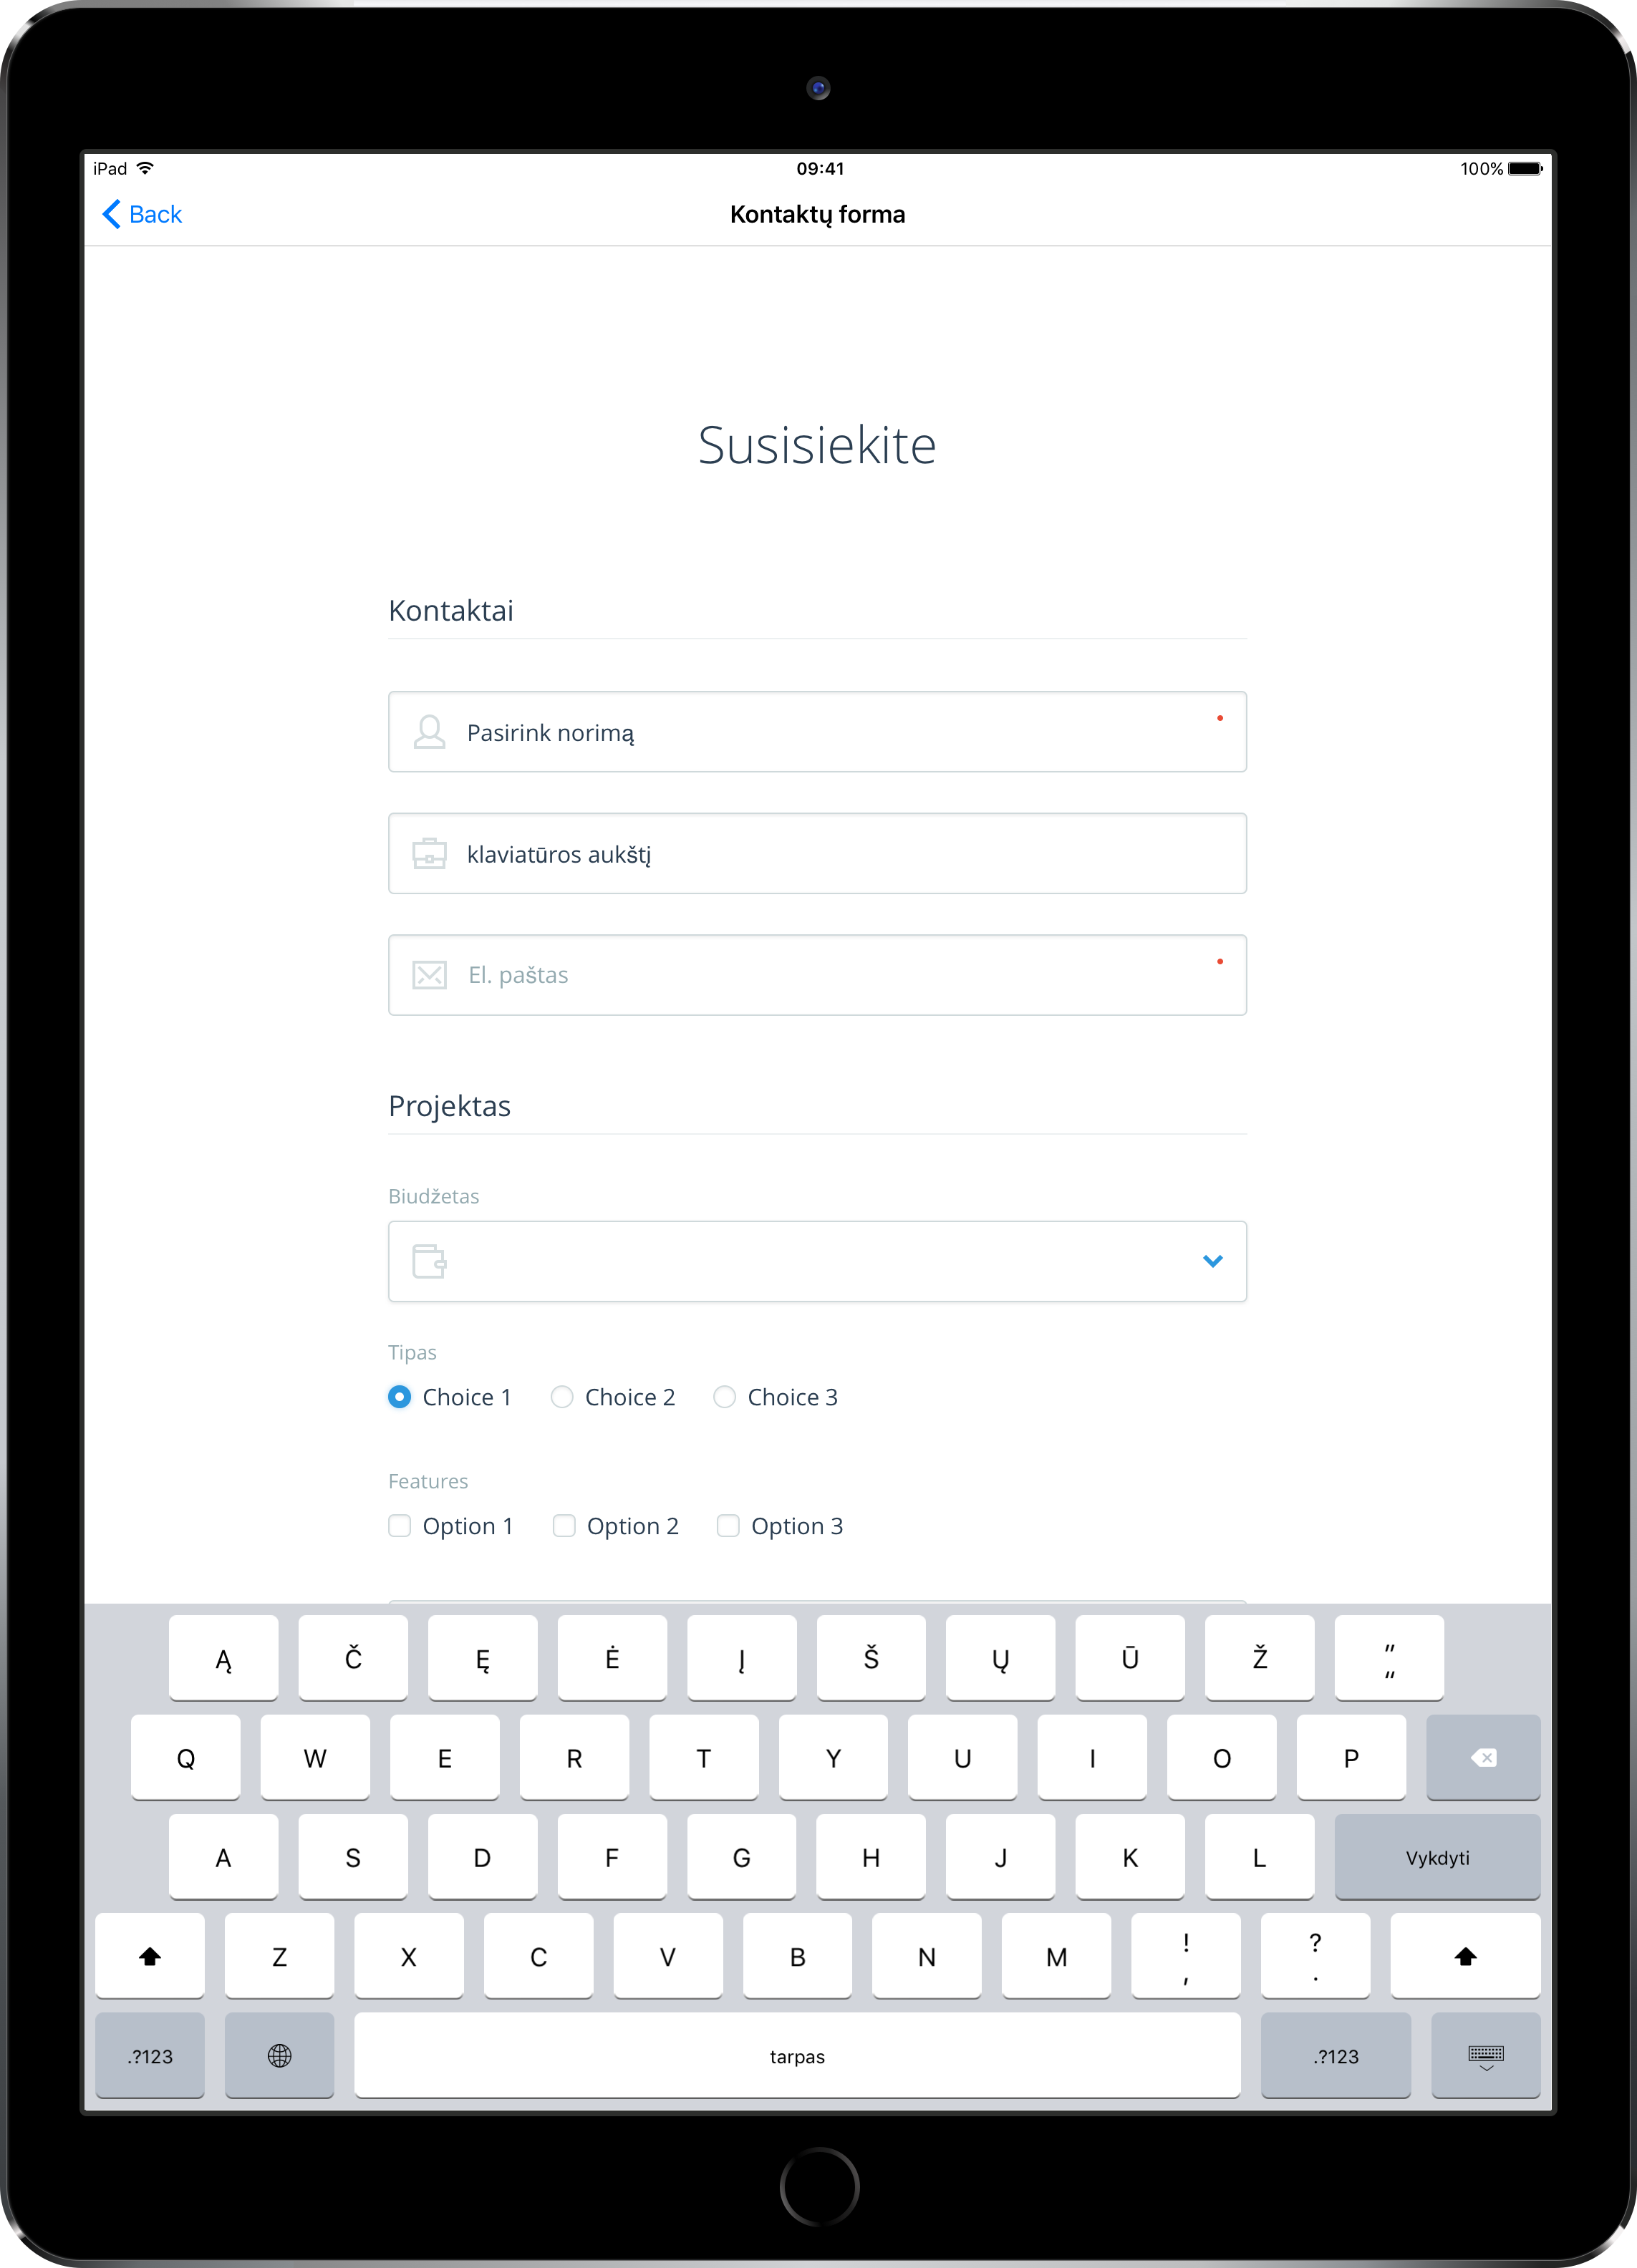 iPad 09:41 100%
Back Kontaktų forma
Susisiekite
Kontaktai
Pasirink norimą
klaviatūros aukštį
El. paštas
Projektas
Biudžetas
Tipas
Choice 1 Choice 2 Choice 3
Features
Option 1 Option 2 Option 3
Ą Č Ę Ė Į Š Ų Ū Ž ” “
Q W E R T Y U I O P
A S D F G H J K L Vykdyti
Z X C V B N M ! , ? .
.?123 tarpas .?123